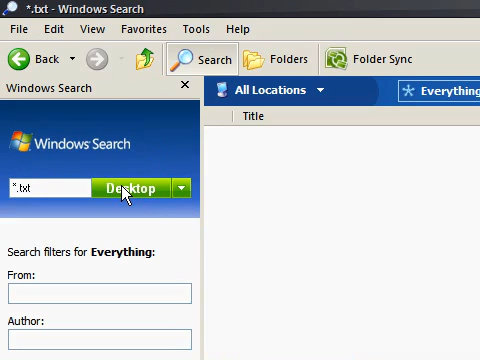 *.txt - Windows Search
File Edit View Favorites Tools Help
Back Search Folders Folder Sync
Windows Search
All Locations Everything
Title
Windows Search
*.txt Desktop
Search filters for Everything:
From:
Author: